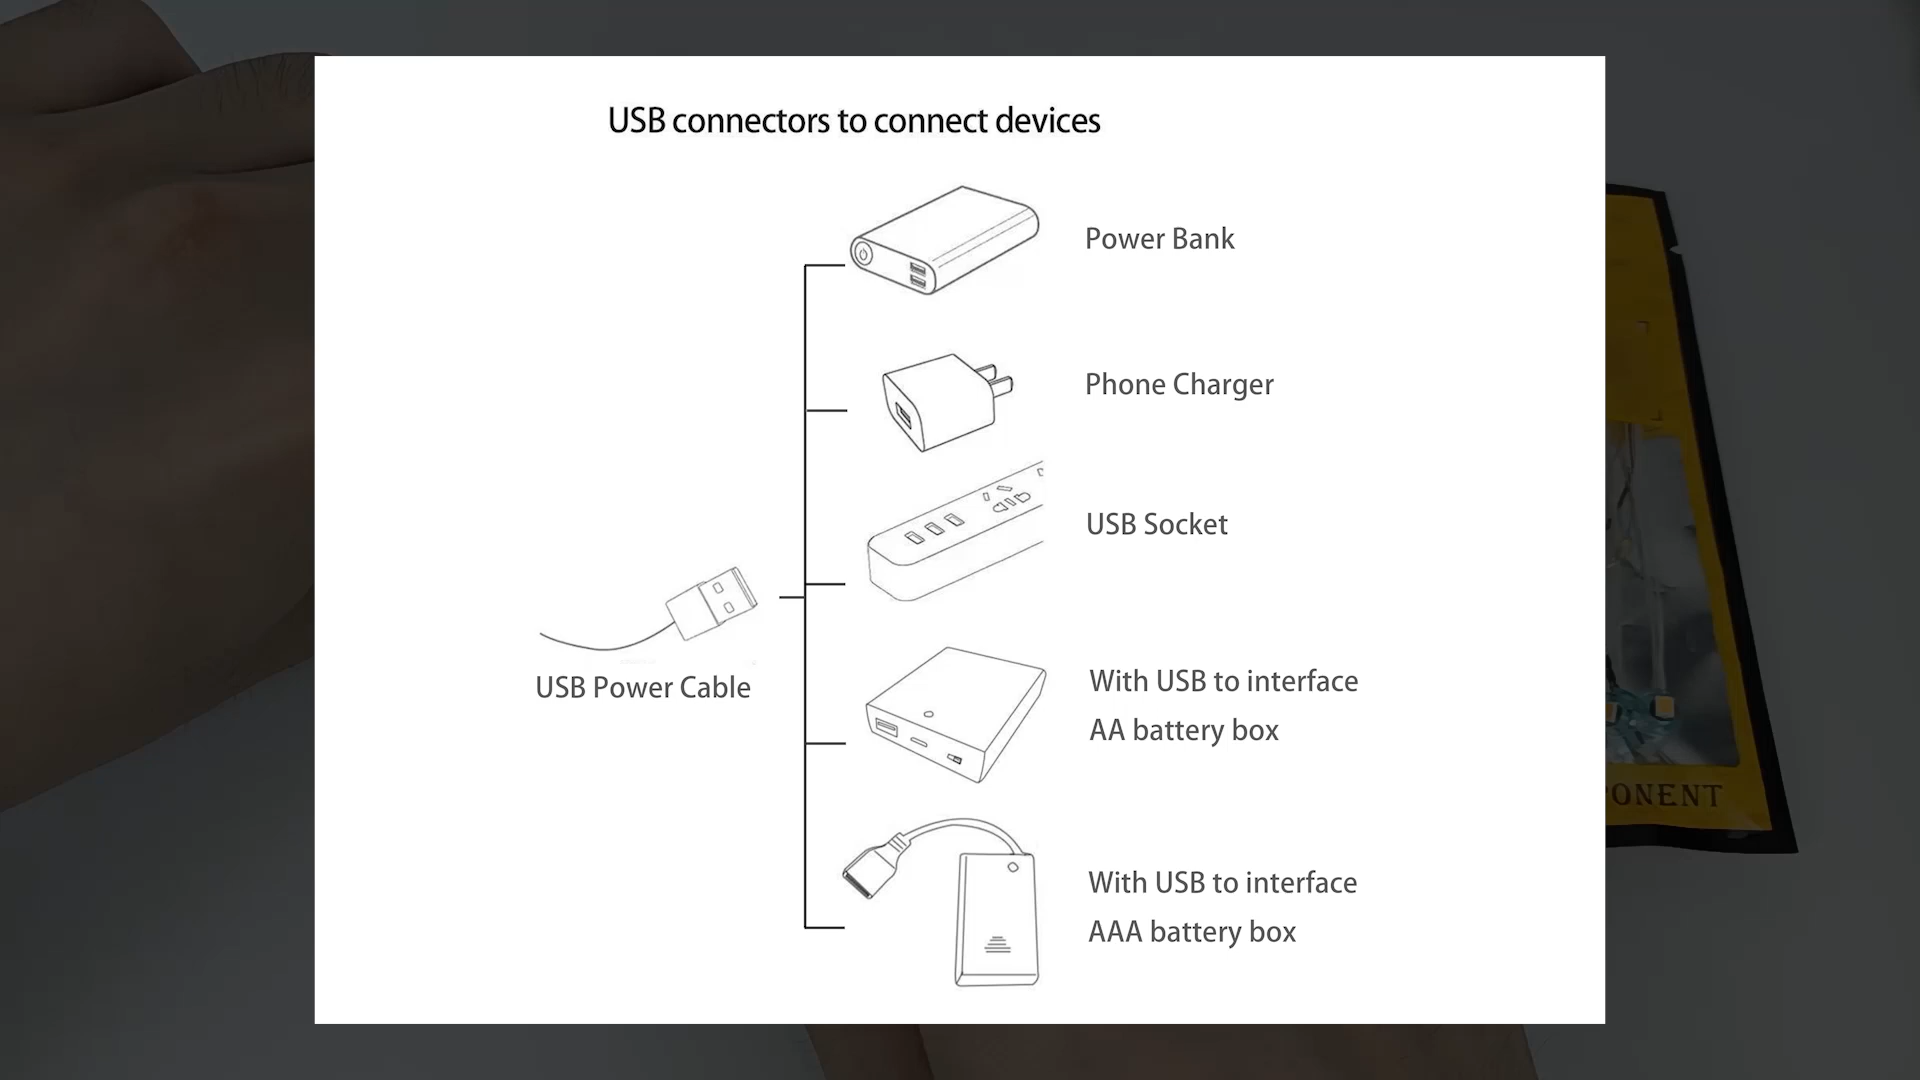 USB connectors to connect devices
Power Bank
Phone Charger
USB Socket
USB Power Cable
With USB to interface
AA battery box
With USB to interface
AAA battery box
PONENT